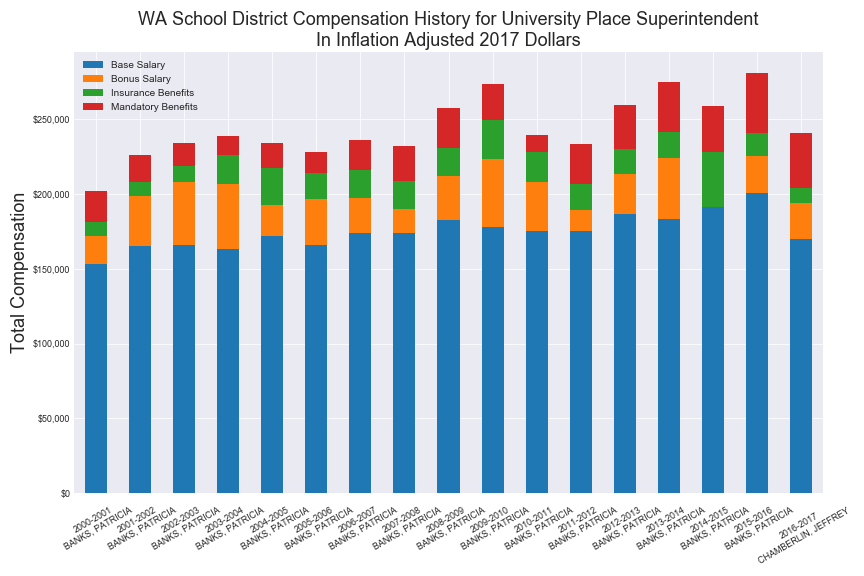 WA School District Compensation History for University Place Superintendent
In Inflation Adjusted 2017 Dollars
Base Salary
Bonus Salary
Insurance Benefits
Mandatory Benefits
Total Compensation
$250,000
$200,000
$150,000
$100,000
$50,000
$0
2000-2001
BANKS, PATRICIA
2001-2002
BANKS, PATRICIA
2002-2003
BANKS, PATRICIA
2003-2004
BANKS, PATRICIA
2004-2005
BANKS, PATRICIA
2005-2006
BANKS, PATRICIA
2006-2007
BANKS, PATRICIA
2007-2008
BANKS, PATRICIA
2008-2009
BANKS, PATRICIA
2009-2010
BANKS, PATRICIA
2010-2011
BANKS, PATRICIA
2011-2012
BANKS, PATRICIA
2012-2013
BANKS, PATRICIA
2013-2014
BANKS, PATRICIA
2014-2015
BANKS, PATRICIA
2015-2016
BANKS, PATRICIA
2016-2017
CHAMBERLIN, JEFFREY